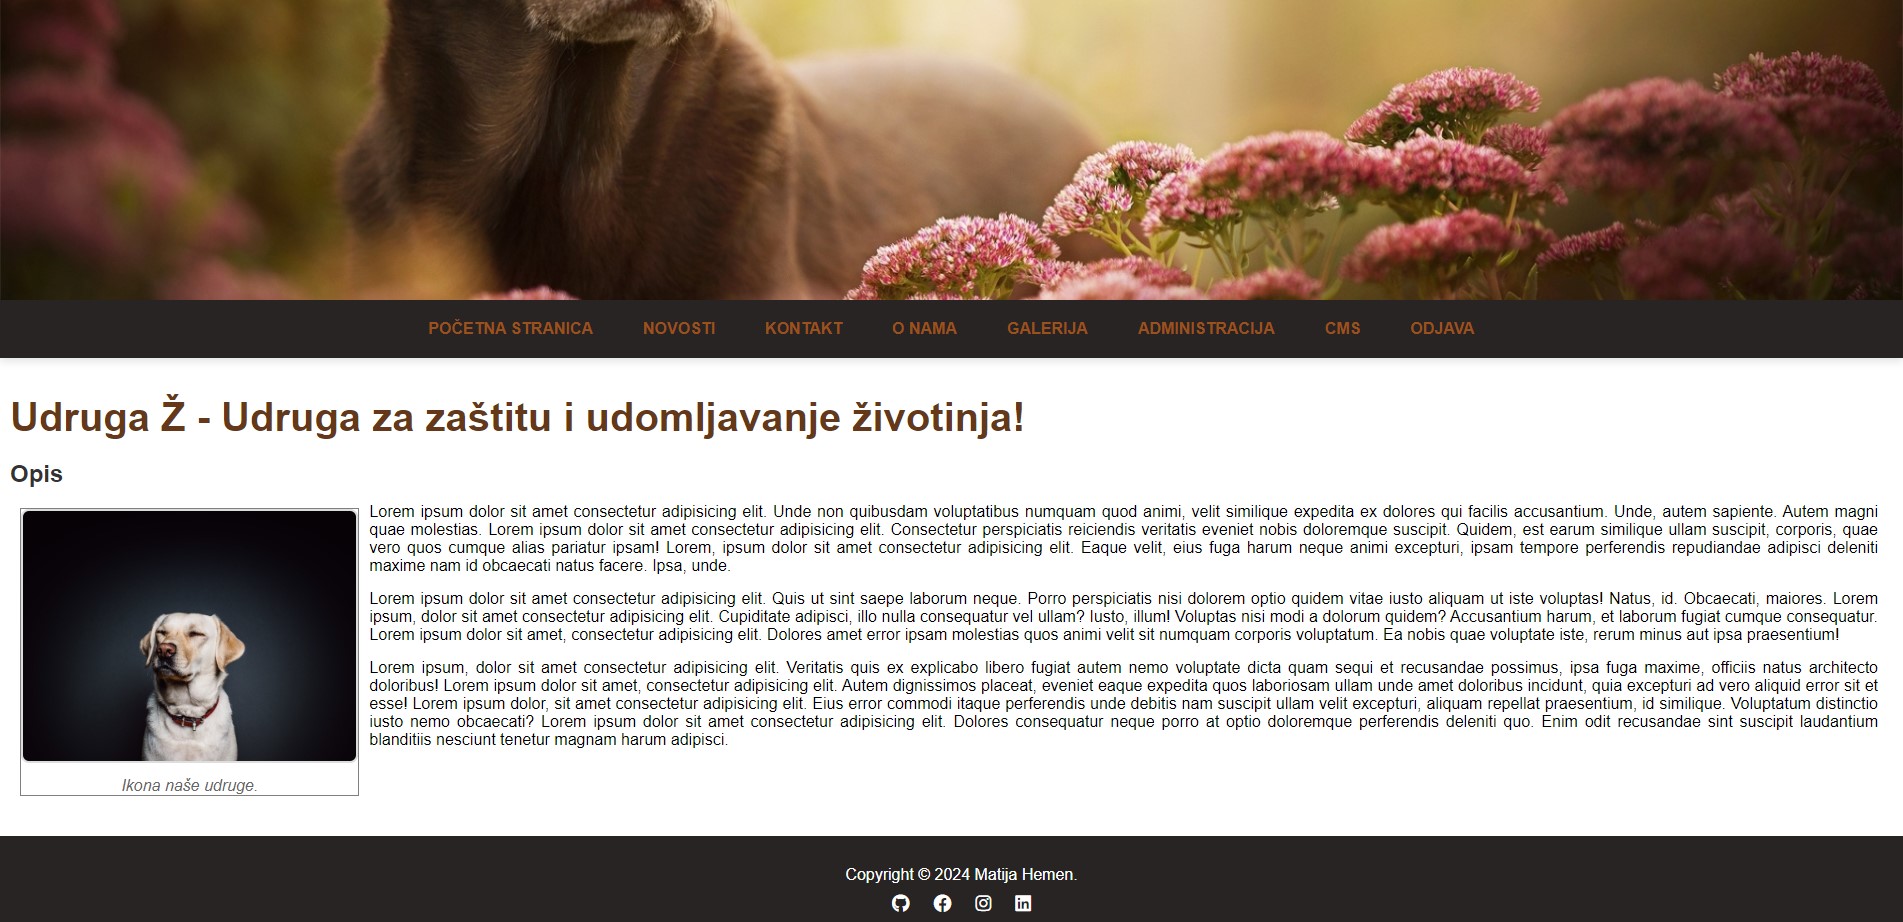 POČETNA STRANICA NOVOSTI KONTAKT O NAMA GALERIJA ADMINISTRACIJA CMS ODJAVA
Udruga Ž - Udruga za zaštitu i udomljavanje životinja!
Opis
Lorem ipsum dolor sit amet consectetur adipisicing elit. Unde non quibusdam voluptatibus numquam quod animi, velit similique expedita ex dolores qui facilis accusantium. Unde, autem sapiente. Autem magni
quae molestias. Lorem ipsum dolor sit amet consectetur adipisicing elit. Consectetur perspiciatis reiciendis veritatis eveniet nobis doloremque suscipit. Quidem, est earum similique ullam suscipit, corporis, quae
vero quos cumque alias pariatur ipsam! Lorem, ipsum dolor sit amet consectetur adipisicing elit. Eaque velit, eius fuga harum neque animi excepturi, ipsam tempore perferendis repudiandae adipisci deleniti
maxime nam id obcaecati natus facere. Ipsa, unde.
Lorem ipsum dolor sit amet consectetur adipisicing elit. Quis ut sint saepe laborum neque. Porro perspiciatis nisi dolorem optio quidem vitae iusto aliquam ut iste voluptas! Natus, id. Obcaecati, maiores. Lorem
ipsum, dolor sit amet consectetur adipisicing elit. Cupiditate adipisci, illo nulla consequatur vel ullam? Iusto, illum! Voluptas nisi modi a dolorum quidem? Accusantium harum, et laborum fugiat cumque consequatur.
Lorem ipsum dolor sit amet, consectetur adipisicing elit. Dolores amet error ipsam molestias quos animi velit sit numquam corporis voluptatum. Ea nobis quae voluptate iste, rerum minus aut ipsa praesentium!
Lorem ipsum, dolor sit amet consectetur adipisicing elit. Veritatis quis ex explicabo libero fugiat autem nemo voluptate dicta quam sequi et recusandae possimus, ipsa fuga maxime, officiis natus architecto
doloribus! Lorem ipsum dolor sit amet, consectetur adipisicing elit. Autem dignissimos placeat, eveniet eaque expedita quos laboriosam ullam unde amet doloribus incidunt, quia excepturi ad vero aliquid error sit et
esse! Lorem ipsum dolor, sit amet consectetur adipisicing elit. Eius error commodi itaque perferendis unde debitis nam suscipit ullam velit excepturi, aliquam repellat praesentium, id similique. Voluptatum distinctio
iusto nemo obcaecati? Lorem ipsum dolor sit amet consectetur adipisicing elit. Dolores consequatur neque porro at optio doloremque perferendis deleniti quo. Enim odit recusandae sint suscipit laudantium
blanditiis nesciunt tenetur magnam harum adipisci.
Ikona naše udruge.
Copyright © 2024 Matija Hemen.